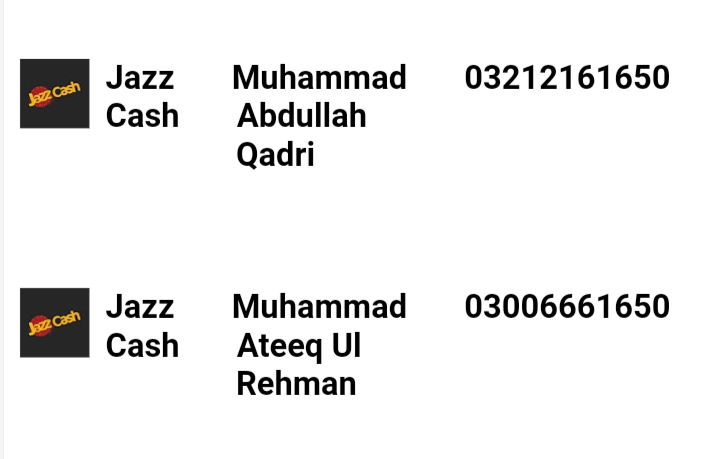 Jazz Cash
Jazz Muhammad 03212161650
Cash Abdullah
Qadri
Jazz Cash
Jazz Muhammad 03006661650
Cash Ateeq Ul
Rehman